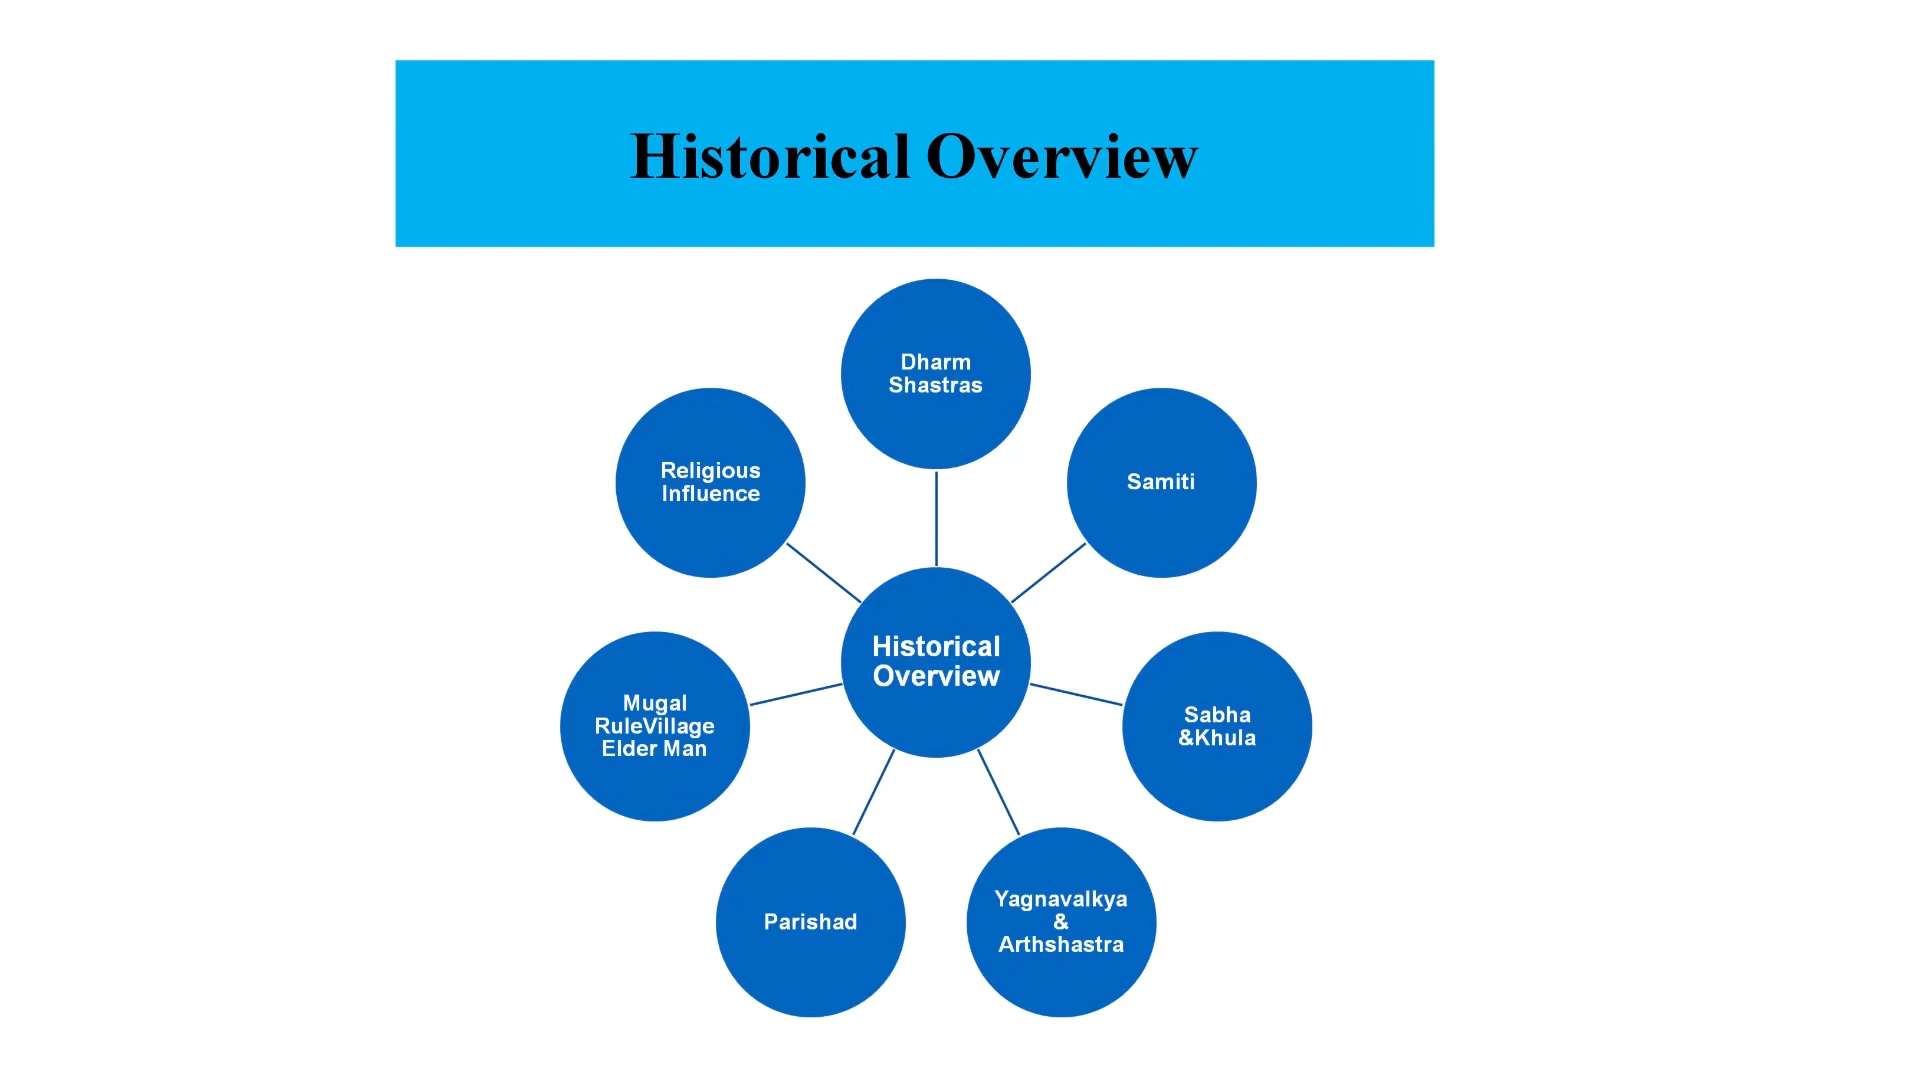 Historical Overview
Dharm
Shastras
Samiti
Sabha
&Khula
Yagnavalkya
&
Arthshastra
Parishad
Mugal
RuleVillage
Elder Man
Religious
Influence
Historical
Overview